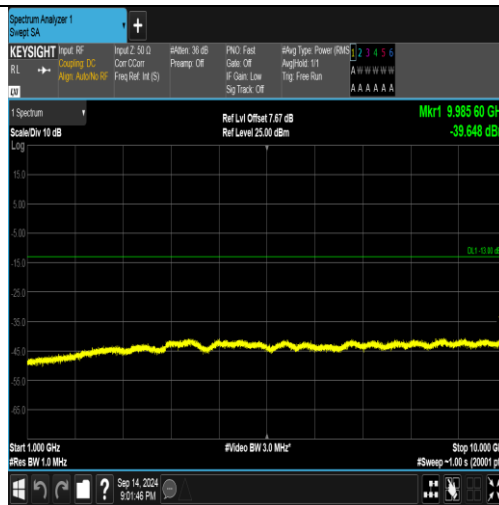 Spectrum Analyzer 1
Swept SA
+
KEYSIGHT Input: RF Input Z: 50 Ω #Atten: 36 dB PNO: Fast #Avg Type: Power (RMS 1 2 3 4 5 6
RL Coupling: DC Corr CCorr Preamp: Off Gate: Off Avg|Hold: 1/1 A W W W W W
Align: Auto/No RF Freq Ref: Int (S) IF Gain: Low Trig: Free Run
Sig Track: Off A A A A A A
1 Spectrum Ref Lvl Offset 7.67 dB Mkr1 9.985 60 GH
Scale/Div 10 dB Ref Level 25.00 dBm -39.648 dB
Log
15.0
5.00
-5.00
DL1 -13.00 dB
-15.0
-25.0
-35.0
-45.0
-55.0
-65.0
Start 1.000 GHz #Video BW 3.0 MHz* Stop 10.000 G
#Res BW 1.0 MHz #Sweep ~1.00 s (20001 p
? Sep 14, 2024
9:01:46 PM